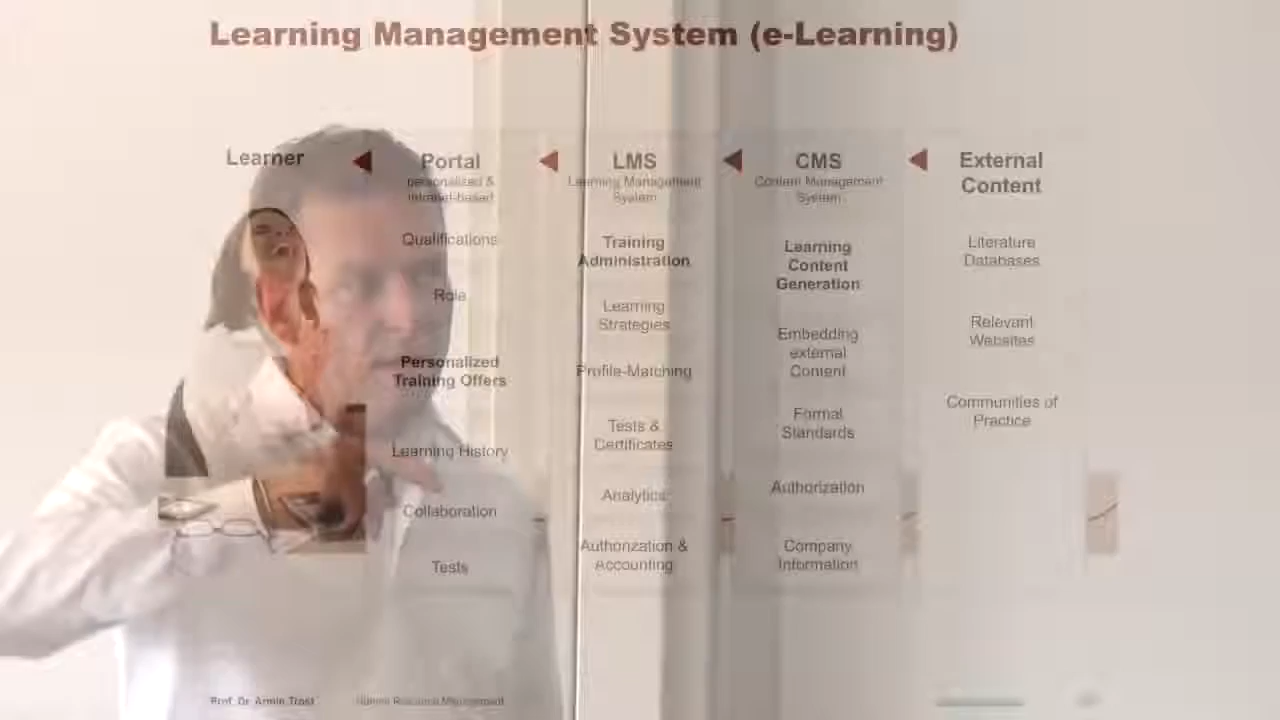 Learning Management System (e-Learning)
Learner
Portal
personalized &
intranet-based
Qualifications
Role
Personalized
Training Offers
Learning History
Collaboration
Tests
LMS
Learning Management
System
Training
Administration
Learning
Strategies
Profile-Matching
Tests &
Certificates
Analytics
Authorization &
Accounting
CMS
Content Management
System
Learning
Content
Generation
Embedding
external
Content
Formal
Standards
Authorization
Company
Information
External
Content
Literature
Databases
Relevant
Websites
Communities of
Practice
Prof. Dr. Armin Trost
Human Resource Management